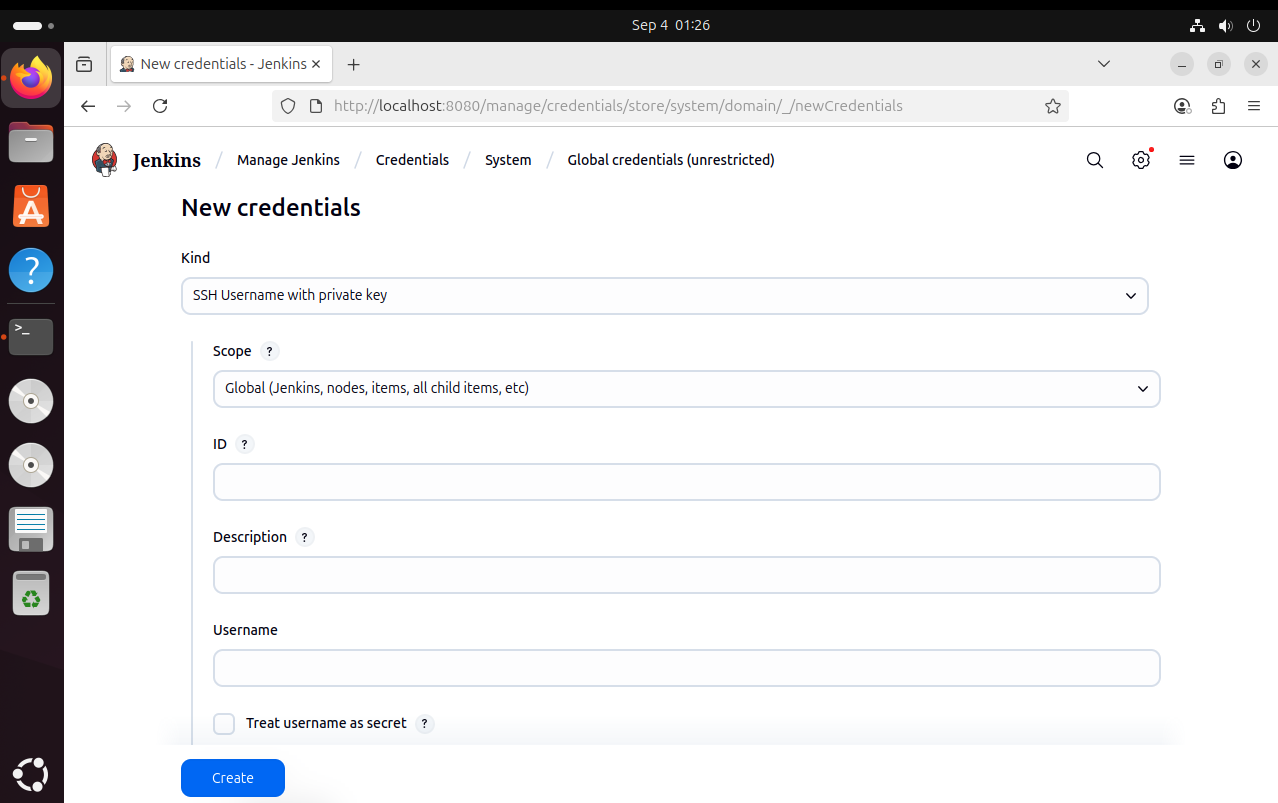 Sep 4 01:26
New credentials - Jenkins
http://localhost:8080/manage/credentials/store/system/domain/_/newCredentials
Jenkins / Manage Jenkins / Credentials / System / Global credentials (unrestricted)
New credentials
Kind
SSH Username with private key
Scope ?
Global (Jenkins, nodes, items, all child items, etc)
ID ?
Description ?
Username
Treat username as secret ?
Create